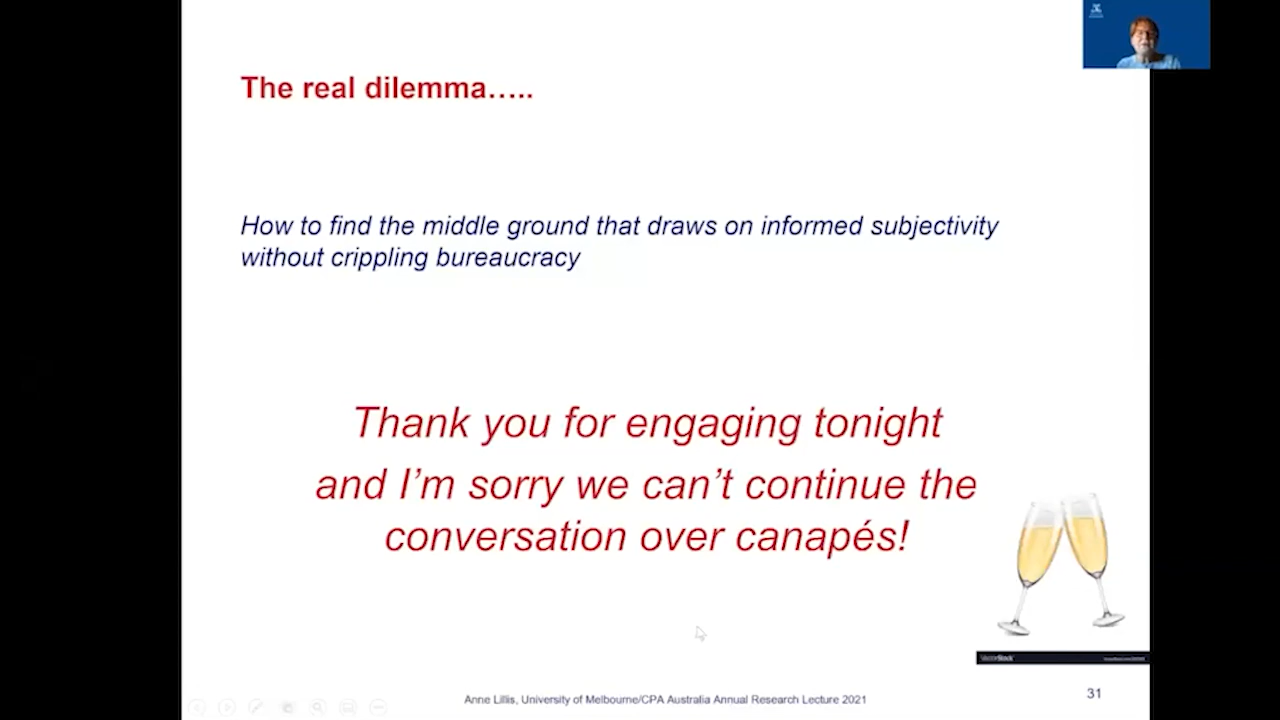 The real dilemma…..
How to find the middle ground that draws on informed subjectivity
without crippling bureaucracy
Thank you for engaging tonight
and I’m sorry we can’t continue the
conversation over canapés!
VectorStock
Anne Lillis, University of Melbourne/CPA Australia Annual Research Lecture 2021
31